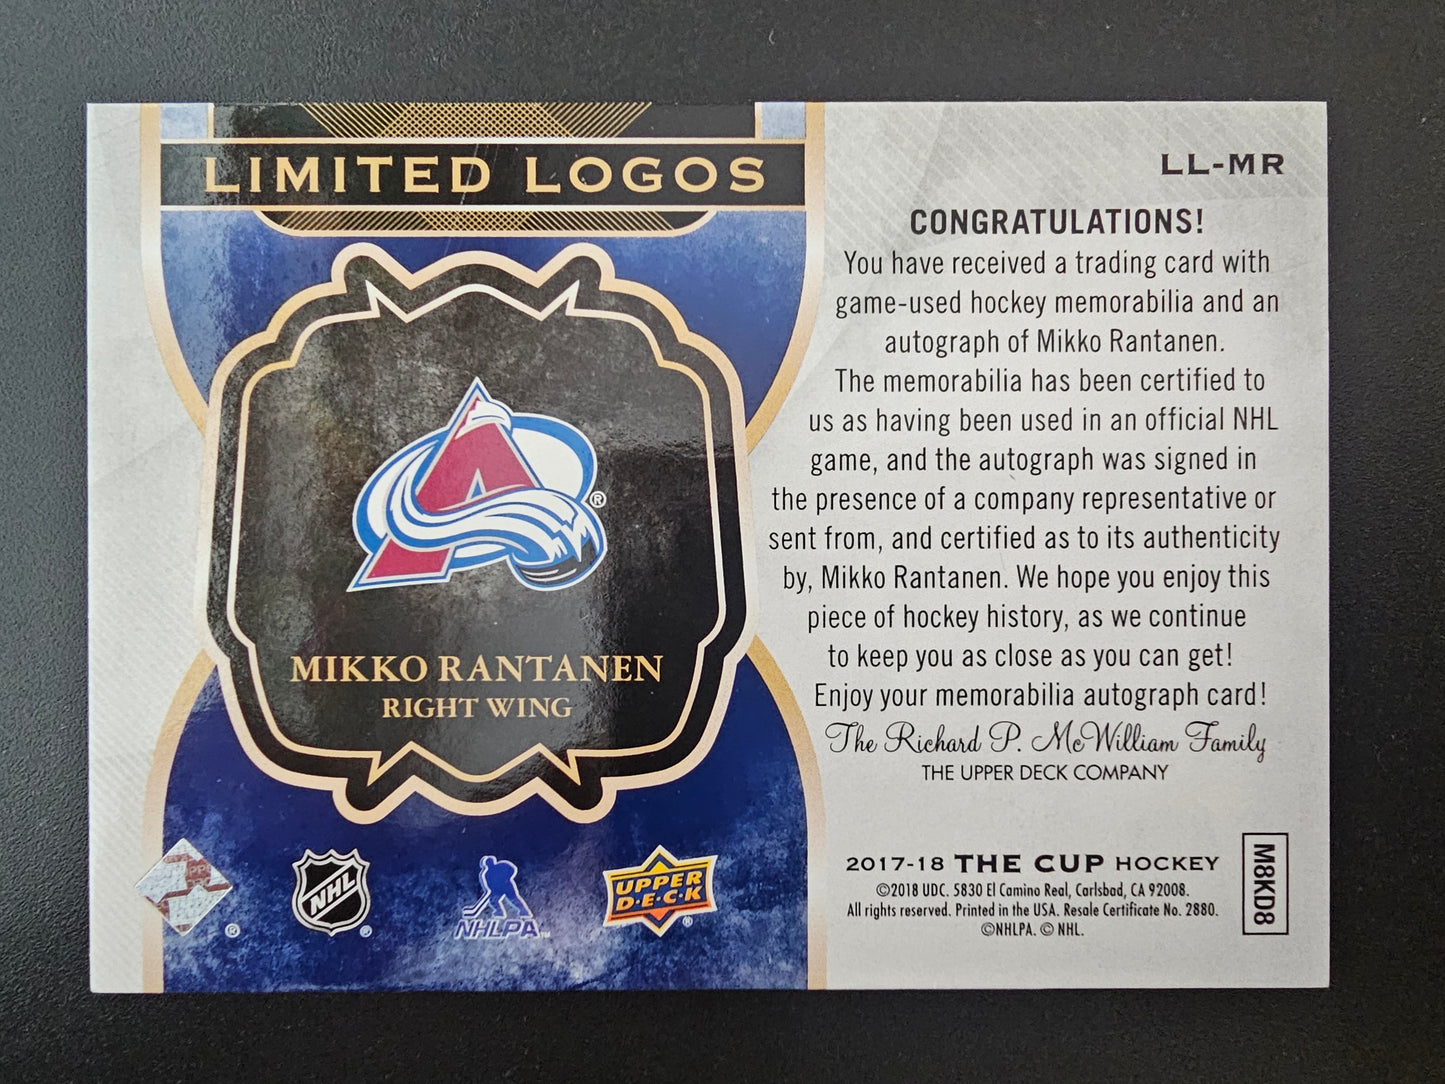 LIMITED LOGOS
®
MIKKO RANTANEN
RIGHT WING
®
NHL
®
NHLPA
UPPER
D·E·C·K
®
LL-MR
CONGRATULATIONS!
You have received a trading card with
game-used hockey memorabilia and an
autograph of Mikko Rantanen.
The memorabilia has been certified to
us as having been used in an official NHL
game, and the autograph was signed in
the presence of a company representative or
sent from, and certified as to its authenticity
by, Mikko Rantanen. We hope you enjoy this
piece of hockey history, as we continue
to keep you as close as you can get!
Enjoy your memorabilia autograph card!
The Richard P. McWilliam Family
THE UPPER DECK COMPANY
2017-18 THE CUP HOCKEY
©2018 UDC. 5830 El Camino Real, Carlsbad, CA 92008.
All rights reserved. Printed in the USA. Resale Certificate No. 2880.
©NHLPA. © NHL.
M8KD8